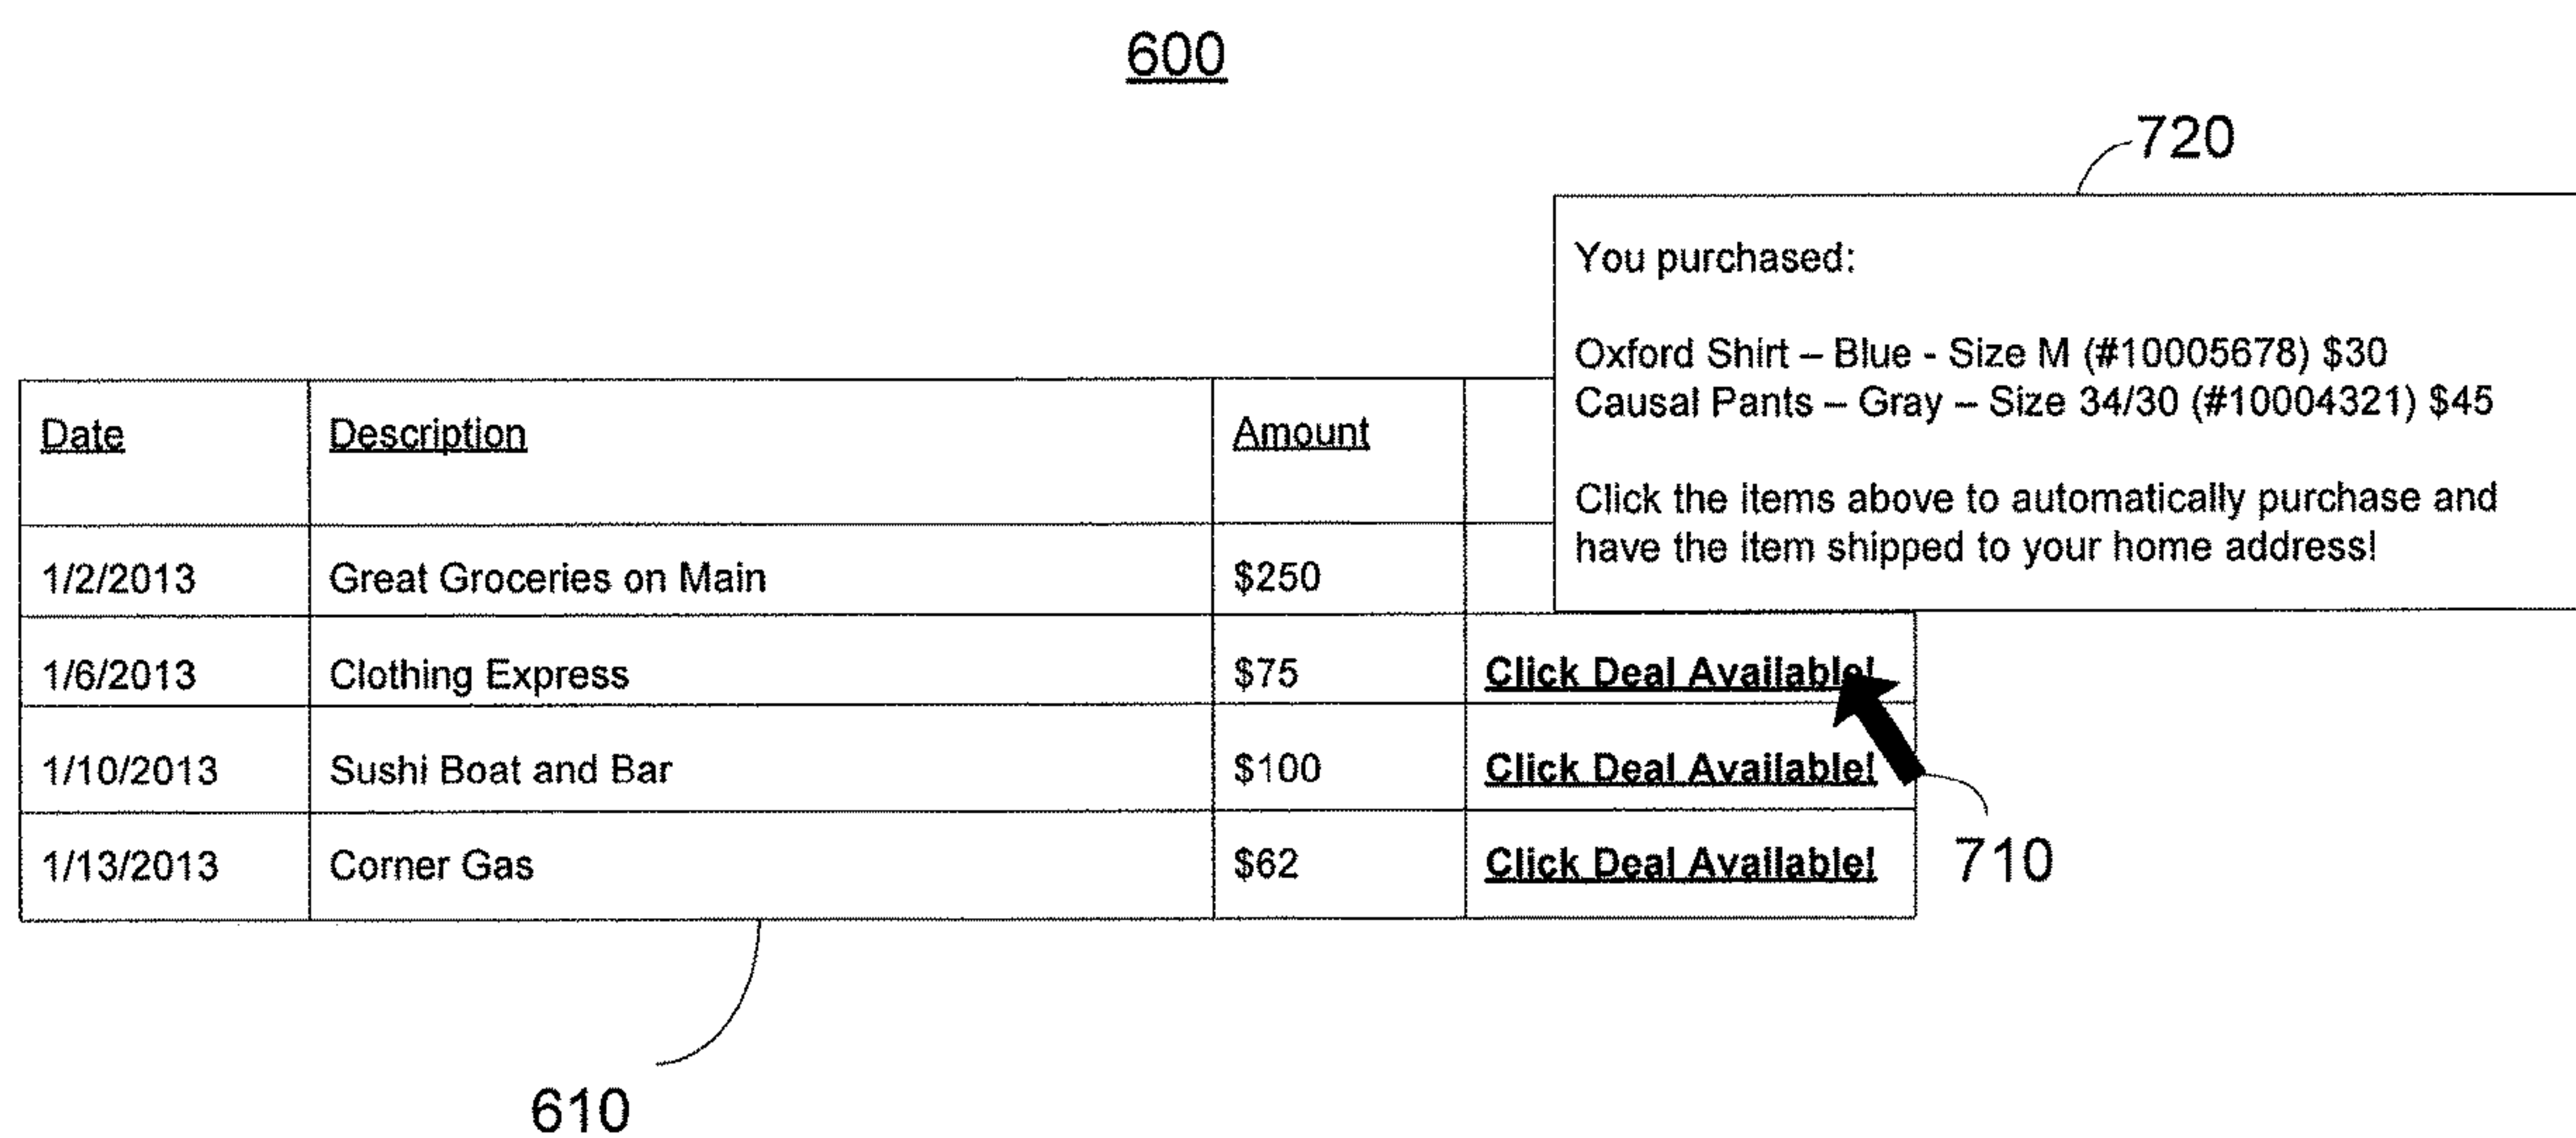 600
720
You purchased:
Oxford Shirt – Blue - Size M (#10005678) $30
Causal Pants – Gray – Size 34/30 (#10004321) $45
Click the items above to automatically purchase and
have the item shipped to your home address!
Date Description Amount
1/2/2013 Great Groceries on Main $250
1/6/2013 Clothing Express $75 Click Deal Available!
1/10/2013 Sushi Boat and Bar $100 Click Deal Available!
1/13/2013 Corner Gas $62 Click Deal Available!
710
610